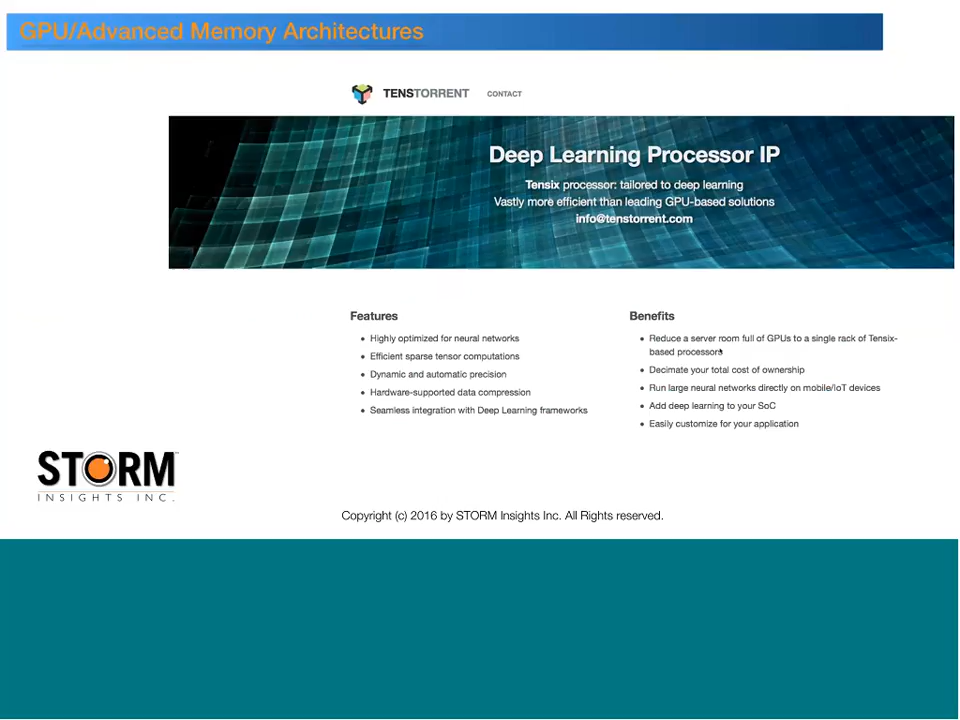 GPU/Advanced Memory Architectures
TENSTORRENT CONTACT
Deep Learning Processor IP
Tensix processor: tailored to deep learning
Vastly more efficient than leading GPU-based solutions
info@tenstorrent.com
Features
• Highly optimized for neural networks
• Efficient sparse tensor computations
• Dynamic and automatic precision
• Hardware-supported data compression
• Seamless integration with Deep Learning frameworks
Benefits
• Reduce a server room full of GPUs to a single rack of Tensix-
based processors
• Decimate your total cost of ownership
• Run large neural networks directly on mobile/IoT devices
• Add deep learning to your SoC
• Easily customize for your application
STORM™
INSIGHTS INC.
Copyright (c) 2016 by STORM Insights Inc. All Rights reserved.